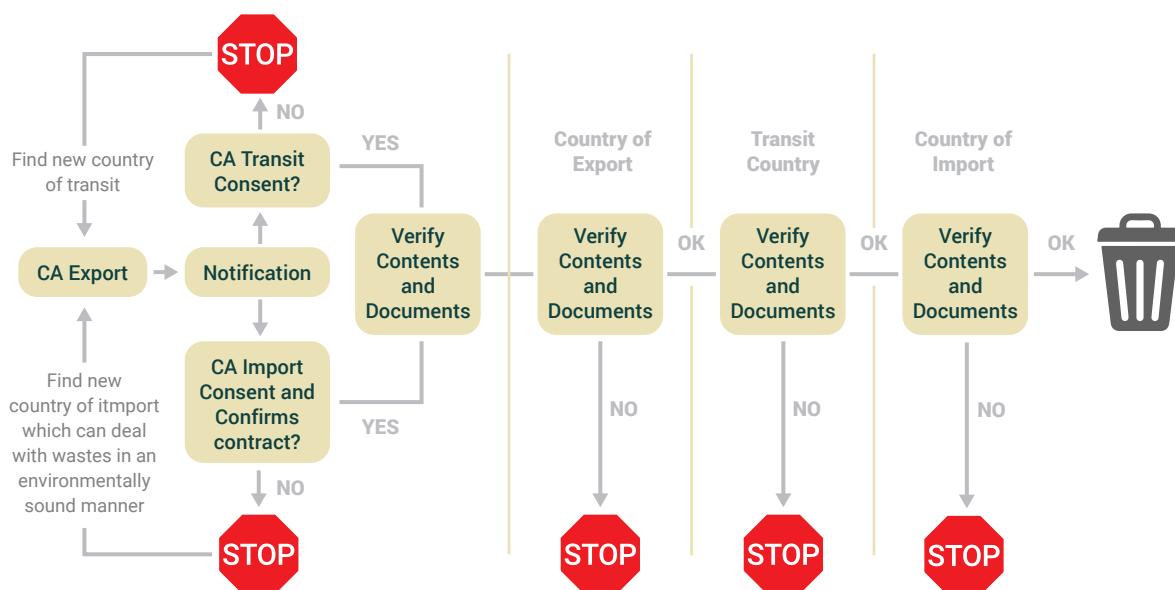 STOP
NO
Find new country
of transit
CA Transit
Consent?
YES
CA Export
Notification
CA Import
Consent and
Confirms
contract?
YES
Find new
country of itmport
which can deal
with wastes in an
environmentally
sound manner
NO
STOP
Verify
Contents
and
Documents
Country of
Export
Verify
Contents
and
Documents
OK
NO
STOP
Transit
Country
Verify
Contents
and
Documents
OK
NO
STOP
Country of
Import
Verify
Contents
and
Documents
OK
NO
STOP